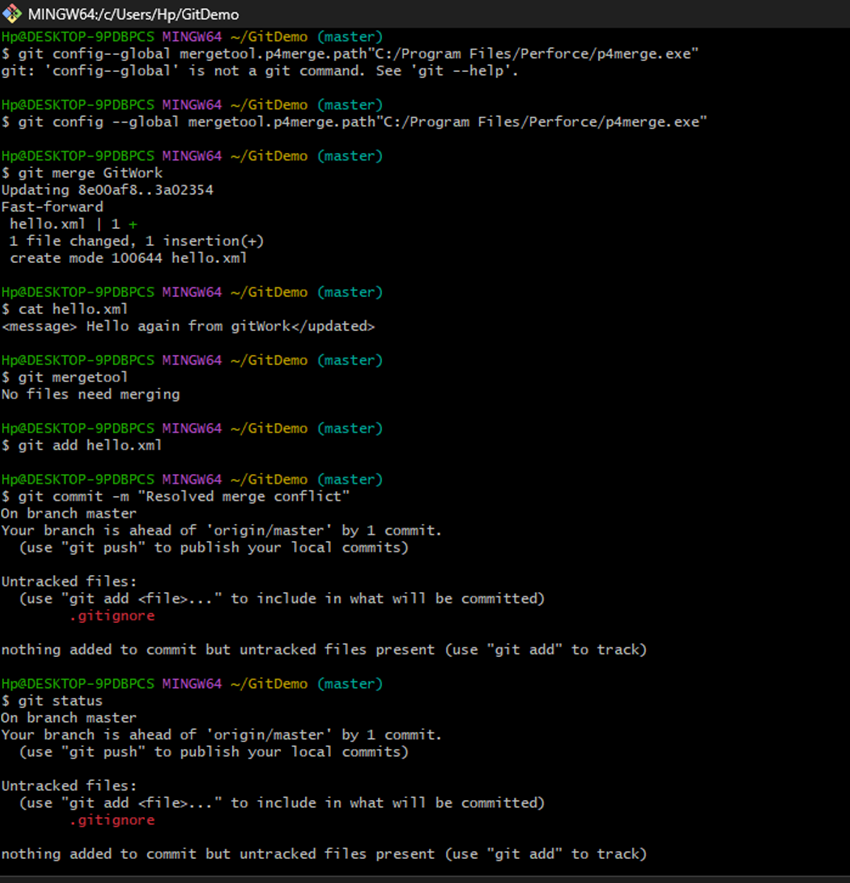 MINGW64:/c/Users/Hp/GitDemo
Hp@DESKTOP-9PDBPCS MINGW64 ~/GitDemo (master)
$ git config--global mergetool.p4merge.path"C:/Program Files/Perforce/p4merge.exe"
git: 'config--global' is not a git command. See 'git --help'.
Hp@DESKTOP-9PDBPCS MINGW64 ~/GitDemo (master)
$ git config --global mergetool.p4merge.path"C:/Program Files/Perforce/p4merge.exe"
Hp@DESKTOP-9PDBPCS MINGW64 ~/GitDemo (master)
$ git merge GitWork
Updating 8e00af8..3a02354
Fast-forward
hello.xml | 1 +
1 file changed, 1 insertion(+)
create mode 100644 hello.xml
Hp@DESKTOP-9PDBPCS MINGW64 ~/GitDemo (master)
$ cat hello.xml
<message> Hello again from gitWork</updated>
Hp@DESKTOP-9PDBPCS MINGW64 ~/GitDemo (master)
$ git mergetool
No files need merging
Hp@DESKTOP-9PDBPCS MINGW64 ~/GitDemo (master)
$ git add hello.xml
Hp@DESKTOP-9PDBPCS MINGW64 ~/GitDemo (master)
$ git commit -m "Resolved merge conflict"
On branch master
Your branch is ahead of 'origin/master' by 1 commit.
(use "git push" to publish your local commits)
Untracked files:
(use "git add <file>..." to include in what will be committed)
.gitignore
nothing added to commit but untracked files present (use "git add" to track)
Hp@DESKTOP-9PDBPCS MINGW64 ~/GitDemo (master)
$ git status
On branch master
Your branch is ahead of 'origin/master' by 1 commit.
(use "git push" to publish your local commits)
Untracked files:
(use "git add <file>..." to include in what will be committed)
.gitignore
nothing added to commit but untracked files present (use "git add" to track)